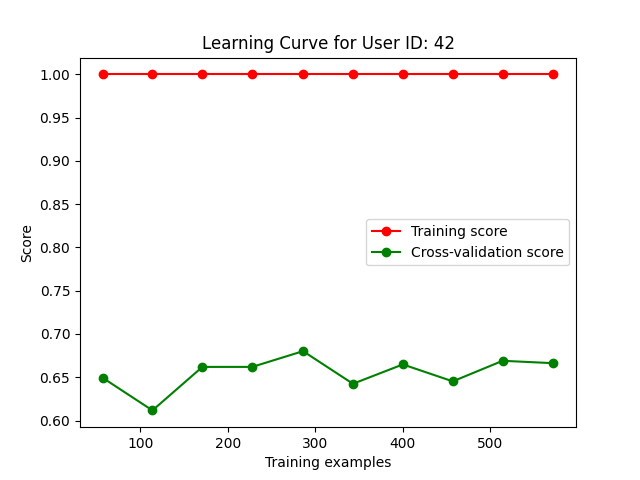 Learning Curve for User ID: 42
1.00
0.95
0.90
0.85
0.80
0.75
0.70
0.65
0.60
Score
Training score
Cross-validation score
100 200 300 400 500
Training examples